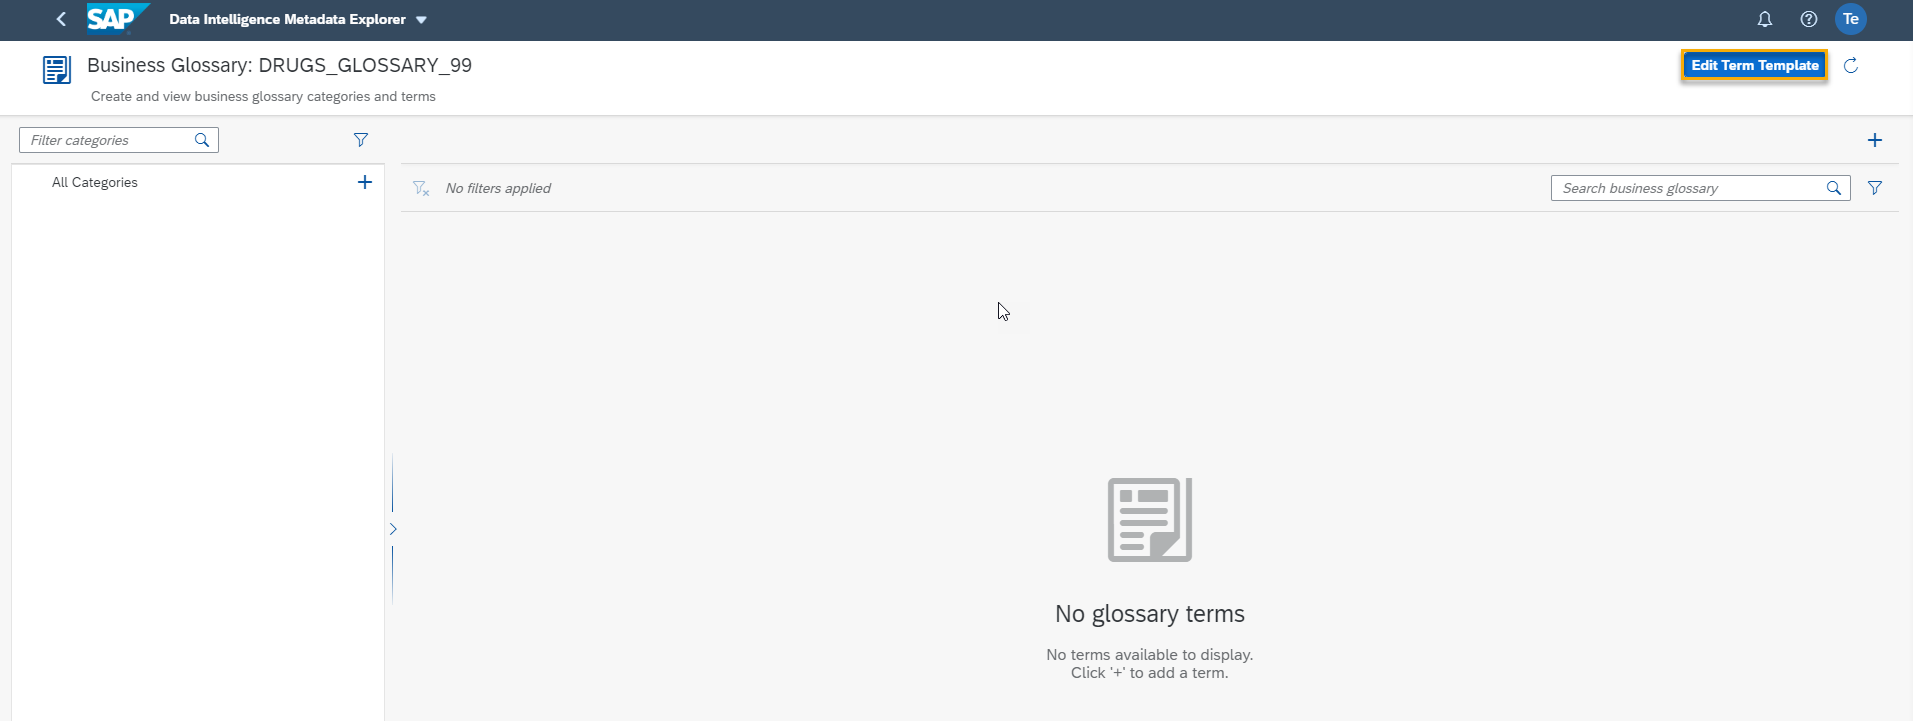 SAP Data Intelligence Metadata Explorer Te
Business Glossary: DRUGS_GLOSSARY_99 Edit Term Template
Create and view business glossary categories and terms
Filter categories
All Categories
No filters applied Search business glossary
No glossary terms
No terms available to display.
Click '+' to add a term.